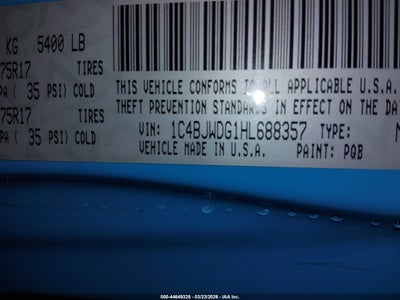 KG 5400 LB
75R17 TIRES
PA ( 35 PSI) COLD
75R17 TIRES
PA ( 35 PSI) COLD
THIS VEHICLE CONFORMS TO ALL APPLICABLE U.S.A.
THEFT PREVENTION STANDARDS IN EFFECT ON THE DA
VIN: 1C4BJWDG1HL688357 TYPE:
VEHICLE MADE IN U.S.A. PAINT: PQB
000-44649328 - 03/23/2026 - IAA Inc.